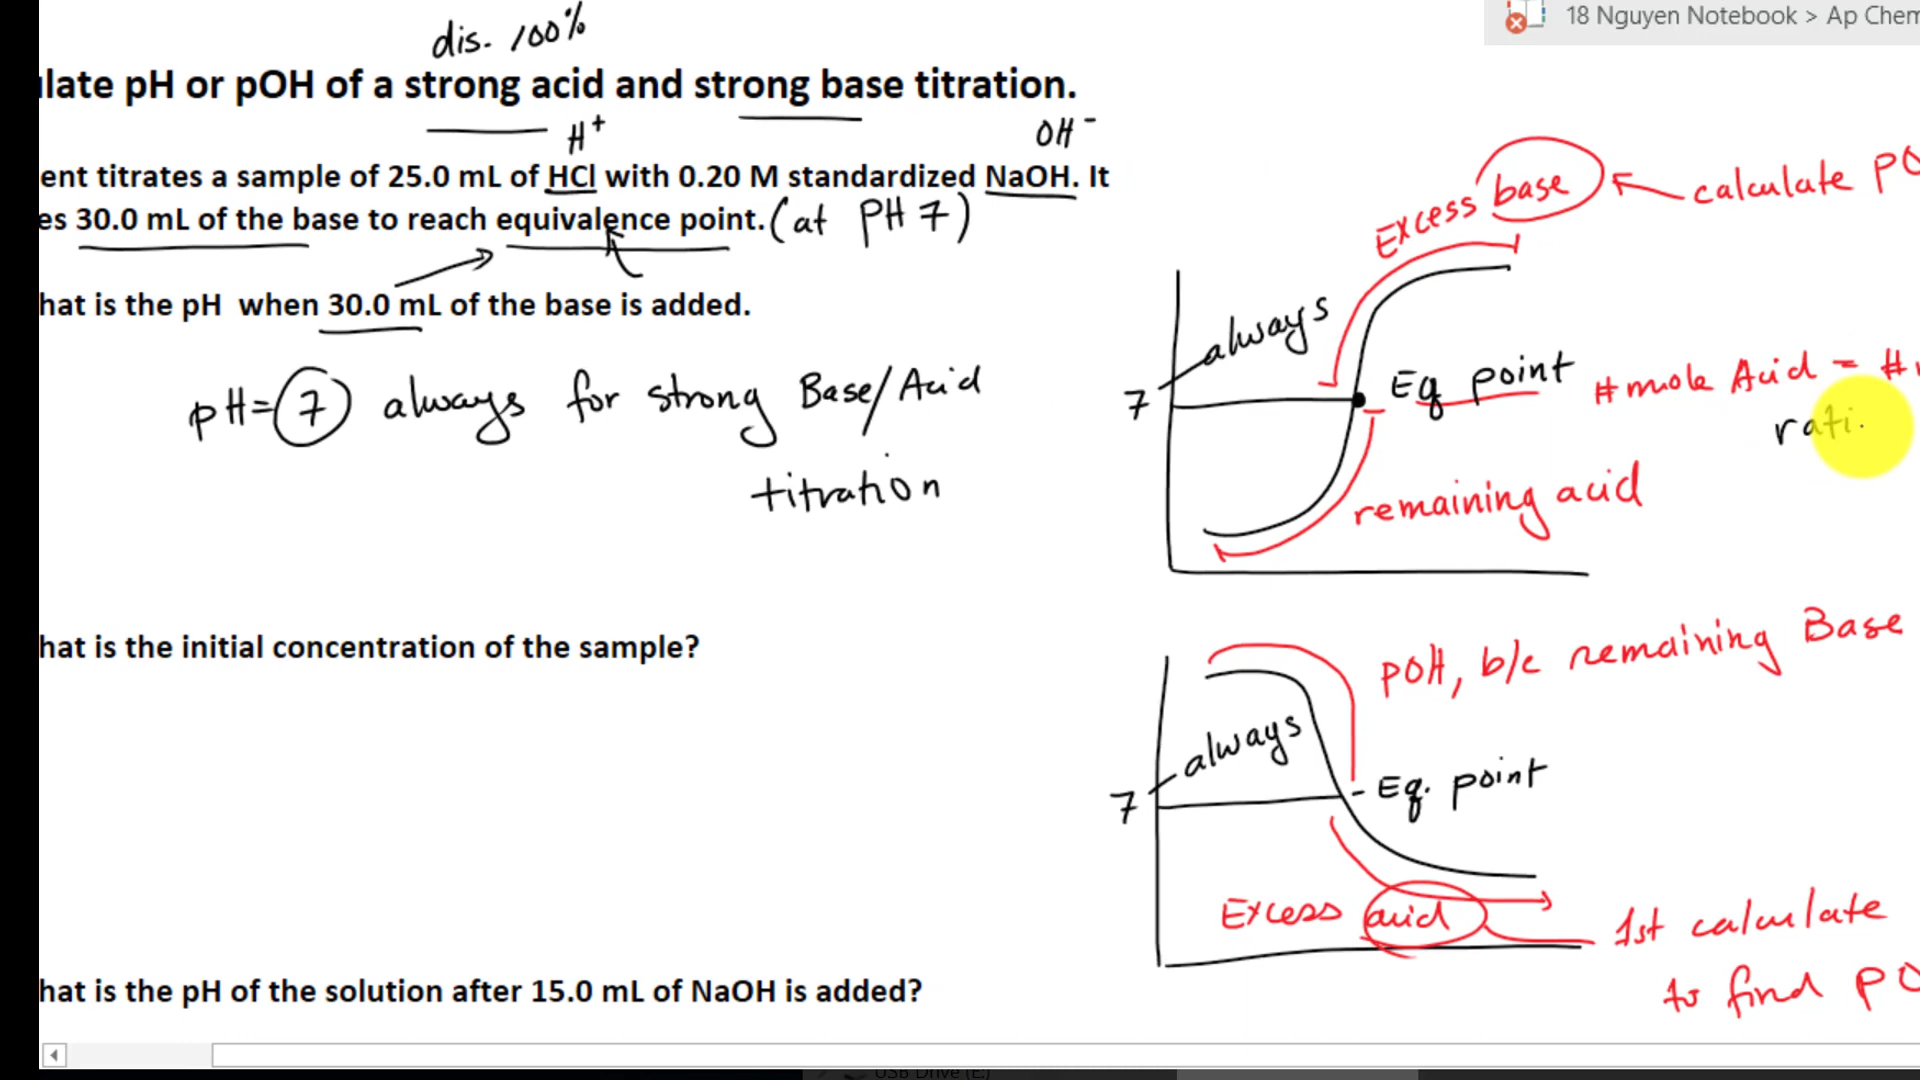 18 Nguyen Notebook > Ap Chem
dis. 100%
late pH or pOH of a strong acid and strong base titration.
H+
OH-
ent titrates a sample of 25.0 mL of HCl with 0.20 M standardized NaOH. It
es 30.0 mL of the base to reach equivalence point. (at PH 7)
hat is the pH when 30.0 mL of the base is added.
pH=7 always for strong Base/Acid
titration
hat is the initial concentration of the sample?
hat is the pH of the solution after 15.0 mL of NaOH is added?
Excess base
calculate PO
always
7
Eq point
#mole Acid = #
rati
remaining acid
pOH, b/c remaining Base
always
7
- Eq. point
Excess acid
1st calculate
to find PO
USB Drive (E:)